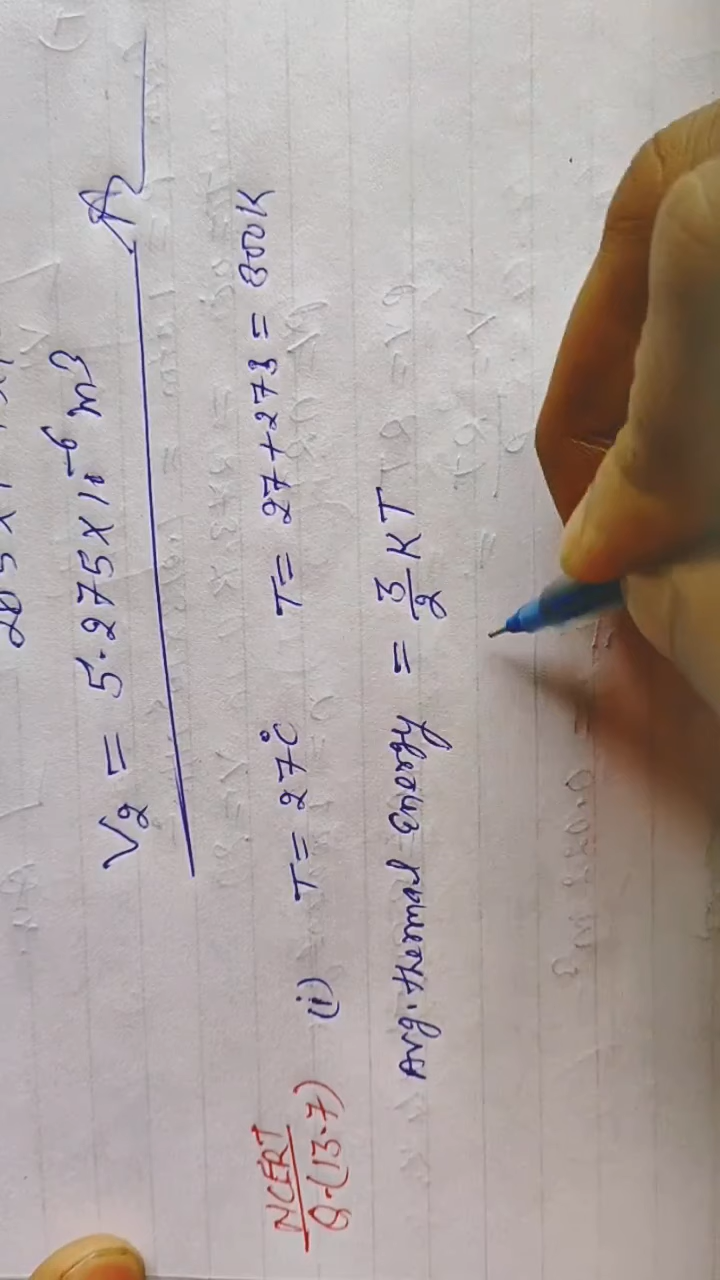 V₂ = 5.275 X 10⁻⁶ m3
NCERT
Q.(13.7) (i) T = 27°C T = 27 + 273 = 300K
Avg. thermal energy = 3/2 KT